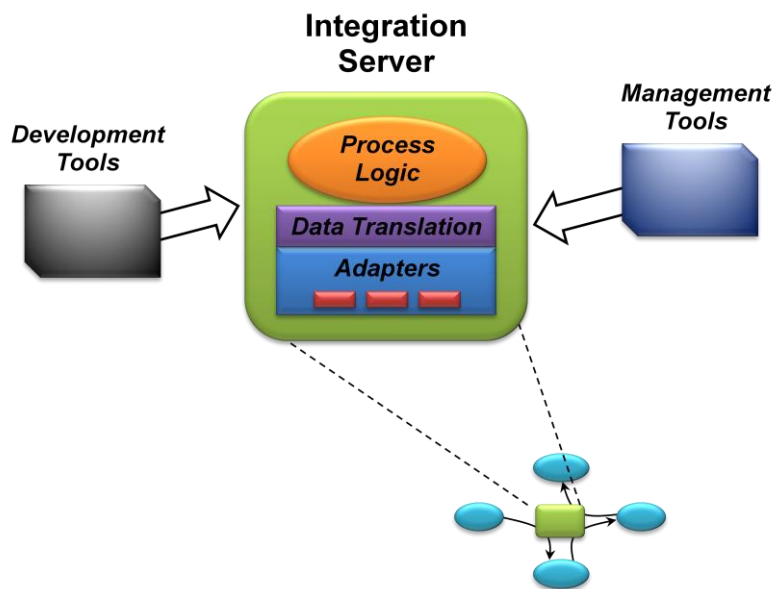 Integration
Server
Development
Tools
Management
Tools
Process
Logic
Data Translation
Adapters